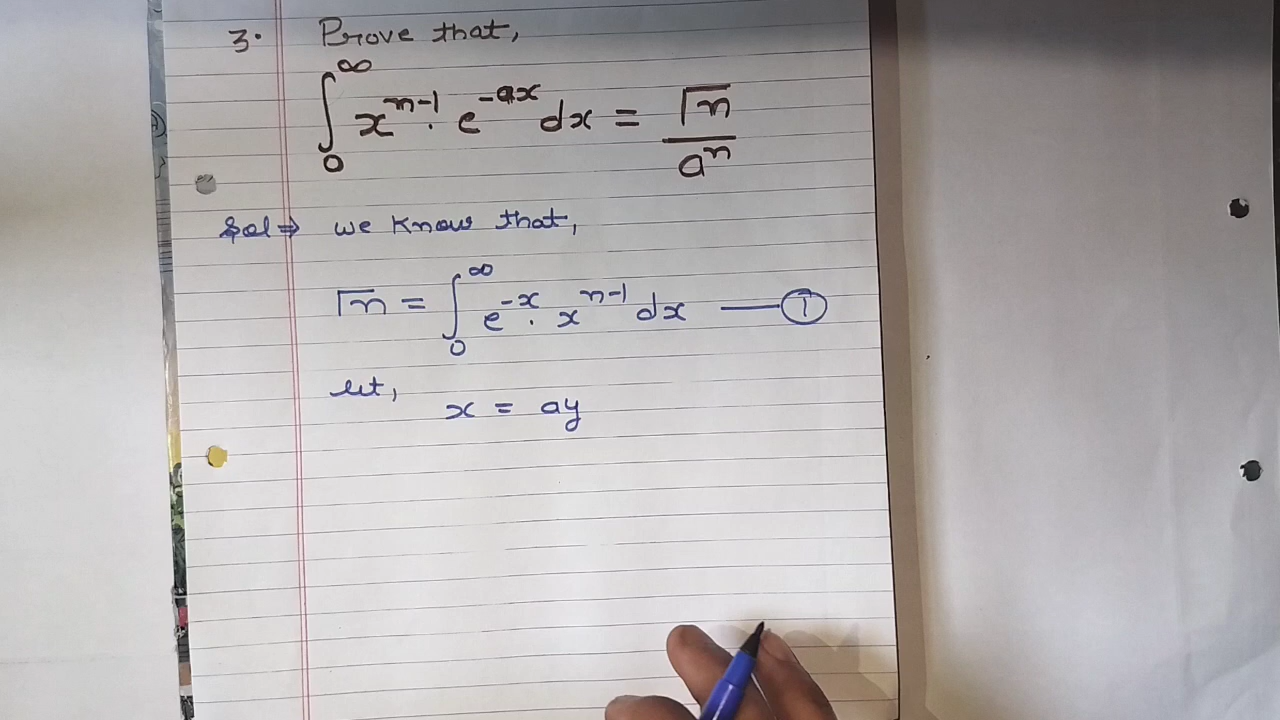 3. Prove that,
∫₀^∞ x^{n-1} . e^{-ax} dx = Γn / a^n
Sol ⇒ we know that,
Γn = ∫₀^∞ e^{-x} . x^{n-1} dx —— ①
let,
x = ay